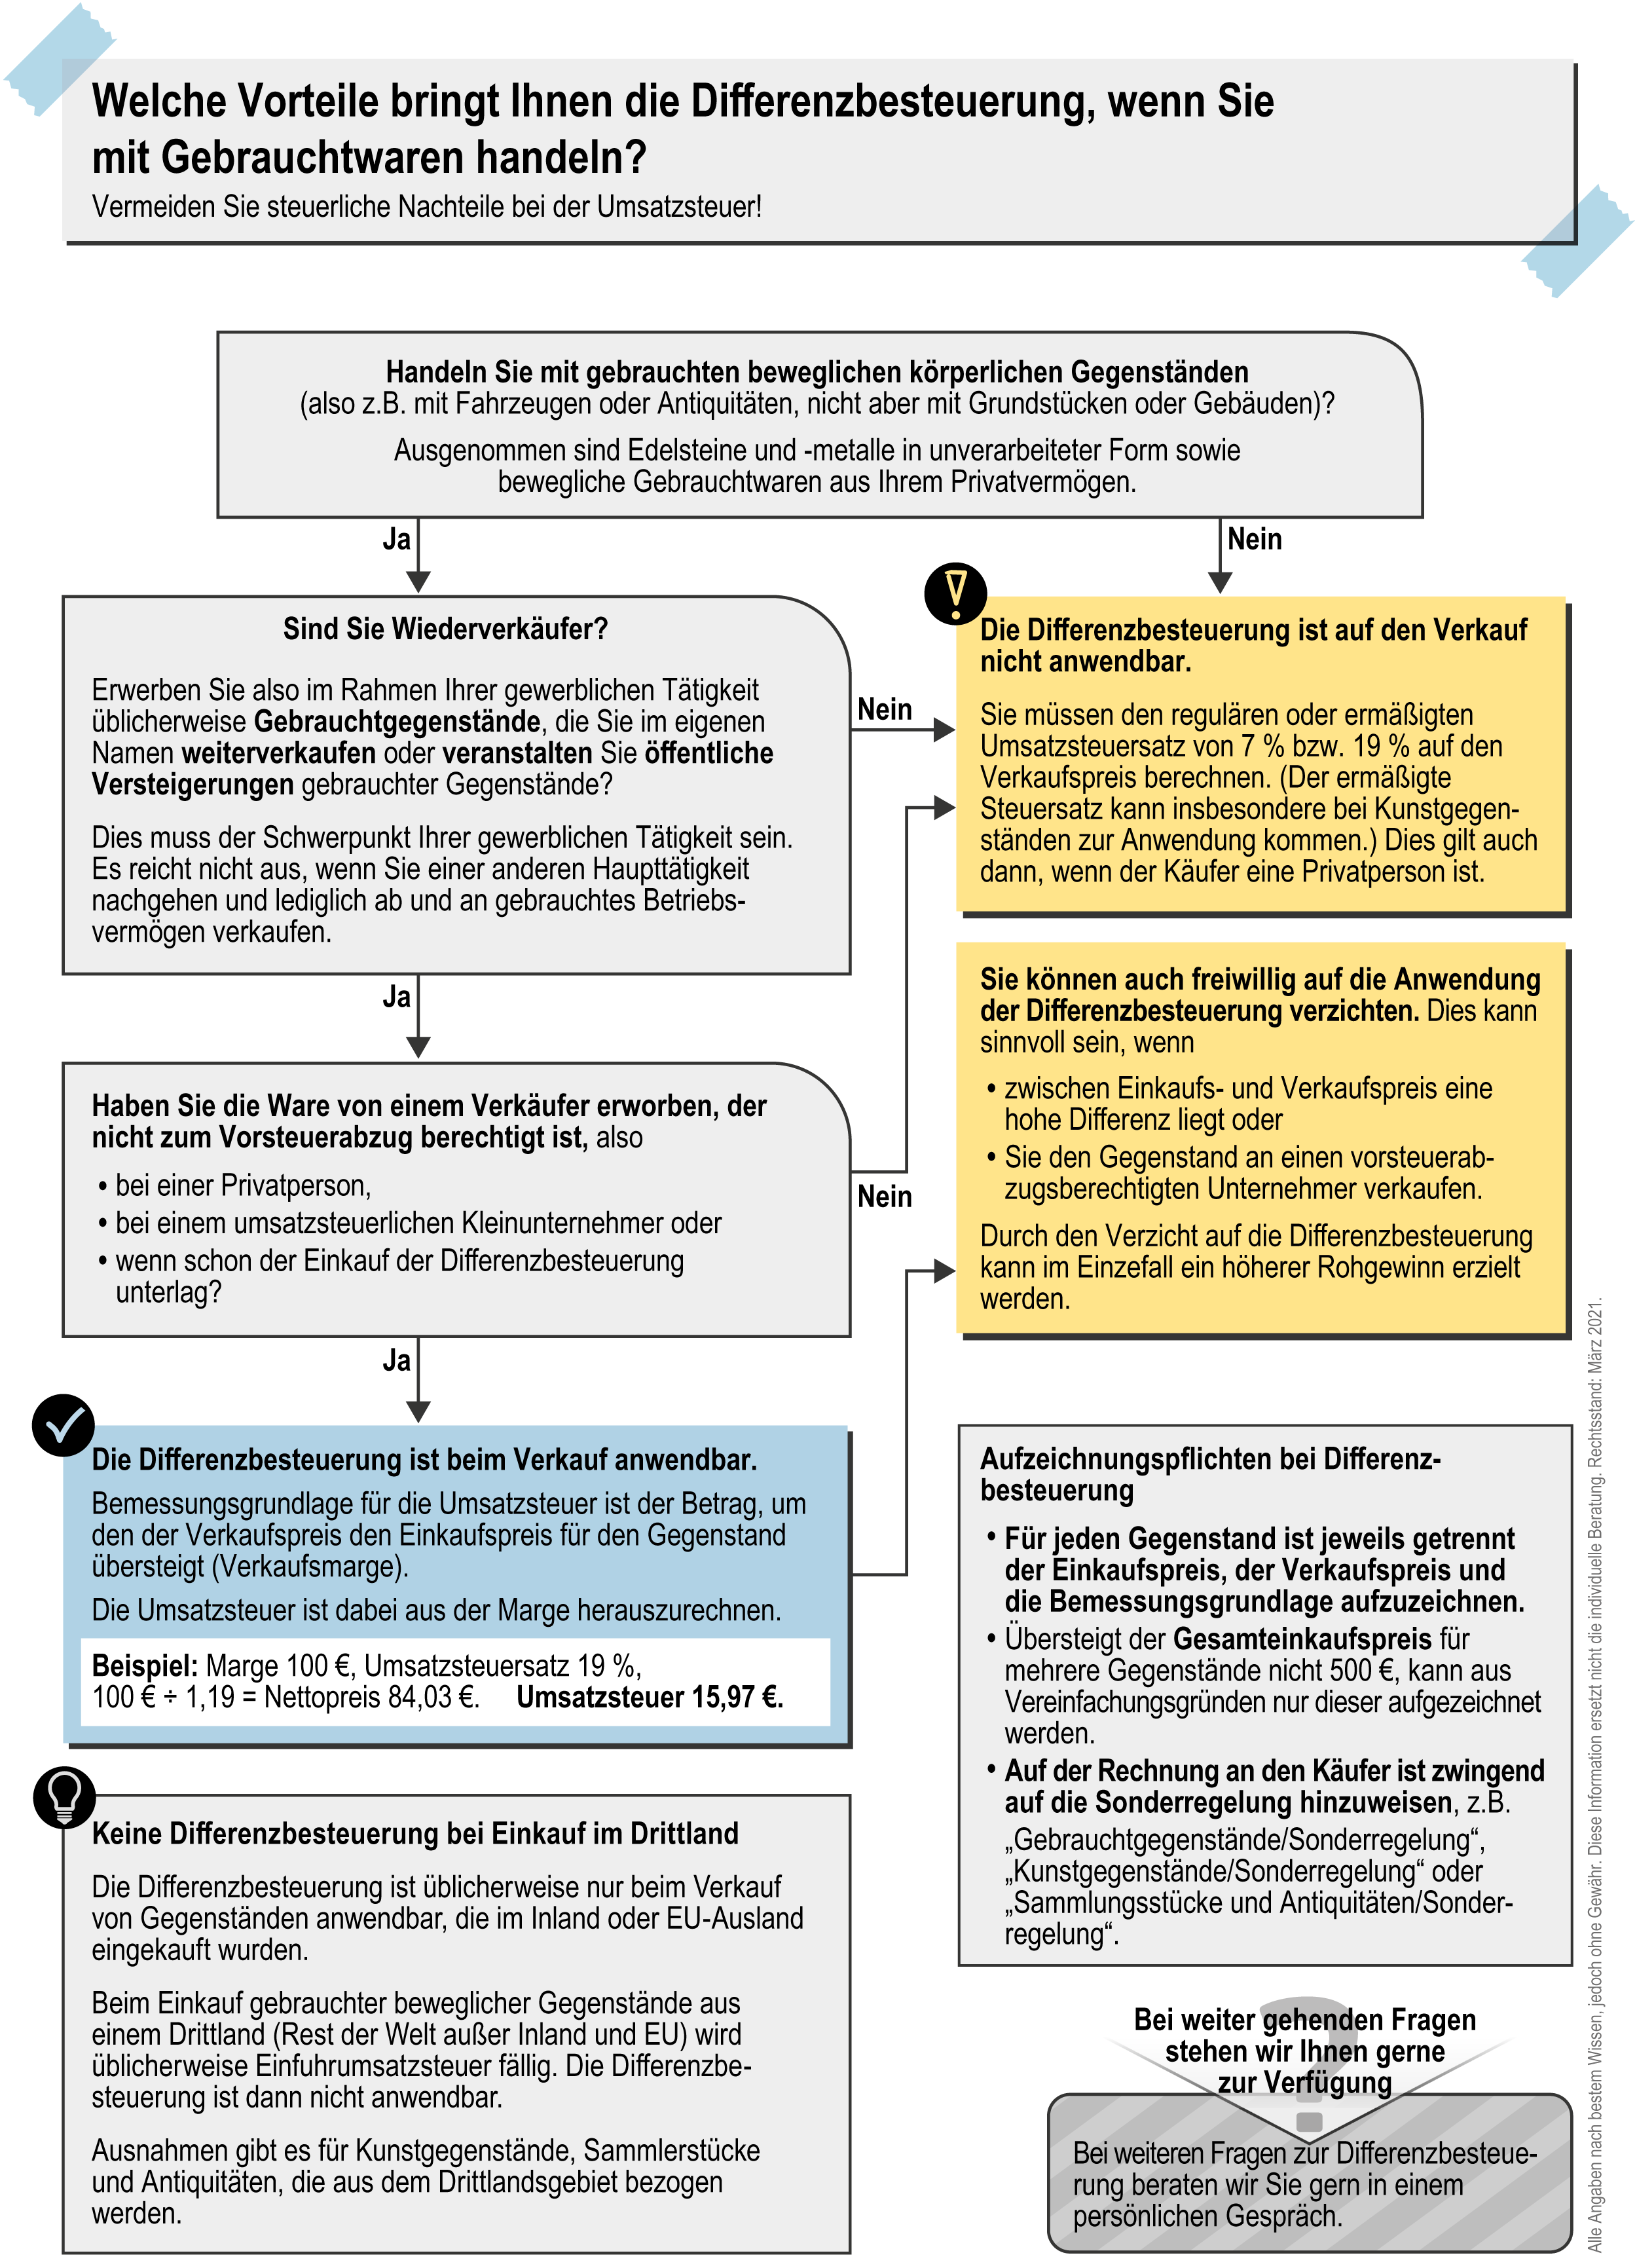 Welche Vorteile bringt Ihnen die Differenzbesteuerung, wenn Sie
mit Gebrauchtwaren handeln?
Vermeiden Sie steuerliche Nachteile bei der Umsatzsteuer!
Handeln Sie mit gebrauchten beweglichen körperlichen Gegenständen
(also z.B. mit Fahrzeugen oder Antiquitäten, nicht aber mit Grundstücken oder Gebäuden)?
Ausgenommen sind Edelsteine und -metalle in unverarbeiteter Form sowie
bewegliche Gebrauchtwaren aus Ihrem Privatvermögen.
Ja
Nein
Sind Sie Wiederverkäufer?
Erwerben Sie also im Rahmen Ihrer gewerblichen Tätigkeit
üblicherweise Gebrauchtgegenstände, die Sie im eigenen
Namen weiterverkaufen oder veranstalten Sie öffentliche
Versteigerungen gebrauchter Gegenstände?
Dies muss der Schwerpunkt Ihrer gewerblichen Tätigkeit sein.
Es reicht nicht aus, wenn Sie einer anderen Haupttätigkeit
nachgehen und lediglich ab und an gebrauchtes Betriebs-
vermögen verkaufen.
Nein
Die Differenzbesteuerung ist auf den Verkauf
nicht anwendbar.
Sie müssen den regulären oder ermäßigten
Umsatzsteuersatz von 7 % bzw. 19 % auf den
Verkaufspreis berechnen. (Der ermäßigte
Steuersatz kann insbesondere bei Kunstgegen-
ständen zur Anwendung kommen.) Dies gilt auch
dann, wenn der Käufer eine Privatperson ist.
Ja
Haben Sie die Ware von einem Verkäufer erworben, der
nicht zum Vorsteuerabzug berechtigt ist, also
• bei einer Privatperson,
• bei einem umsatzsteuerlichen Kleinunternehmer oder
• wenn schon der Einkauf der Differenzbesteuerung
unterlag?
Nein
Sie können auch freiwillig auf die Anwendung
der Differenzbesteuerung verzichten. Dies kann
sinnvoll sein, wenn
• zwischen Einkaufs- und Verkaufspreis eine
hohe Differenz liegt oder
• Sie den Gegenstand an einen vorsteuerab-
zugsberechtigten Unternehmer verkaufen.
Durch den Verzicht auf die Differenzbesteuerung
kann im Einzefall ein höherer Rohgewinn erzielt
werden.
Ja
Die Differenzbesteuerung ist beim Verkauf anwendbar.
Bemessungsgrundlage für die Umsatzsteuer ist der Betrag, um
den der Verkaufspreis den Einkaufspreis für den Gegenstand
übersteigt (Verkaufsmarge).
Die Umsatzsteuer ist dabei aus der Marge herauszurechnen.
Beispiel: Marge 100 €, Umsatzsteuersatz 19 %,
100 € ÷ 1,19 = Nettopreis 84,03 €. Umsatzsteuer 15,97 €.
Aufzeichnungspflichten bei Differenz-
besteuerung
• Für jeden Gegenstand ist jeweils getrennt
der Einkaufspreis, der Verkaufspreis und
die Bemessungsgrundlage aufzuzeichnen.
• Übersteigt der Gesamteinkaufspreis für
mehrere Gegenstände nicht 500 €, kann aus
Vereinfachungsgründen nur dieser aufgezeichnet
werden.
• Auf der Rechnung an den Käufer ist zwingend
auf die Sonderregelung hinzuweisen, z.B.
„Gebrauchtgegenstände/Sonderregelung“,
„Kunstgegenstände/Sonderregelung“ oder
„Sammlungsstücke und Antiquitäten/Sonder-
regelung“.
Keine Differenzbesteuerung bei Einkauf im Drittland
Die Differenzbesteuerung ist üblicherweise nur beim Verkauf
von Gegenständen anwendbar, die im Inland oder EU-Ausland
eingekauft wurden.
Beim Einkauf gebrauchter beweglicher Gegenstände aus
einem Drittland (Rest der Welt außer Inland und EU) wird
üblicherweise Einfuhrumsatzsteuer fällig. Die Differenzbe-
steuerung ist dann nicht anwendbar.
Ausnahmen gibt es für Kunstgegenstände, Sammlerstücke
und Antiquitäten, die aus dem Drittlandsgebiet bezogen
werden.
?
Bei weiter gehenden Fragen
stehen wir Ihnen gerne
zur Verfügung
Bei weiteren Fragen zur Differenzbesteue-
rung beraten wir Sie gern in einem
persönlichen Gespräch.
Alle Angaben nach bestem Wissen, jedoch ohne Gewähr. Diese Information ersetzt nicht die individuelle Beratung. Rechtsstand: März 2021.